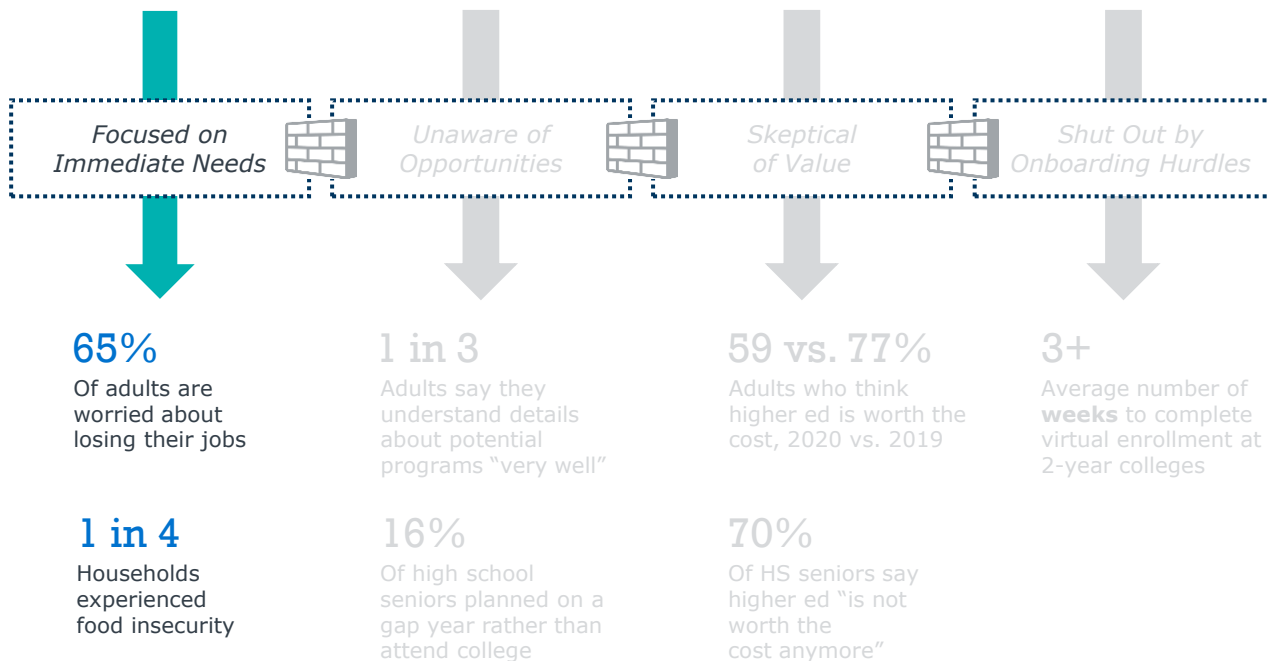 Focused on
Immediate Needs
Unaware of
Opportunities
Skeptical
of Value
Shut Out by
Onboarding Hurdles
65%
Of adults are
worried about
losing their jobs
1 in 3
Adults say they
understand details
about potential
programs “very well”
59 vs. 77%
Adults who think
higher ed is worth the
cost, 2020 vs. 2019
3+
Average number of
weeks to complete
virtual enrollment at
2-year colleges
1 in 4
Households
experienced
food insecurity
16%
Of high school
seniors planned on a
gap year rather than
attend college
70%
Of HS seniors say
higher ed “is not
worth the
cost anymore”